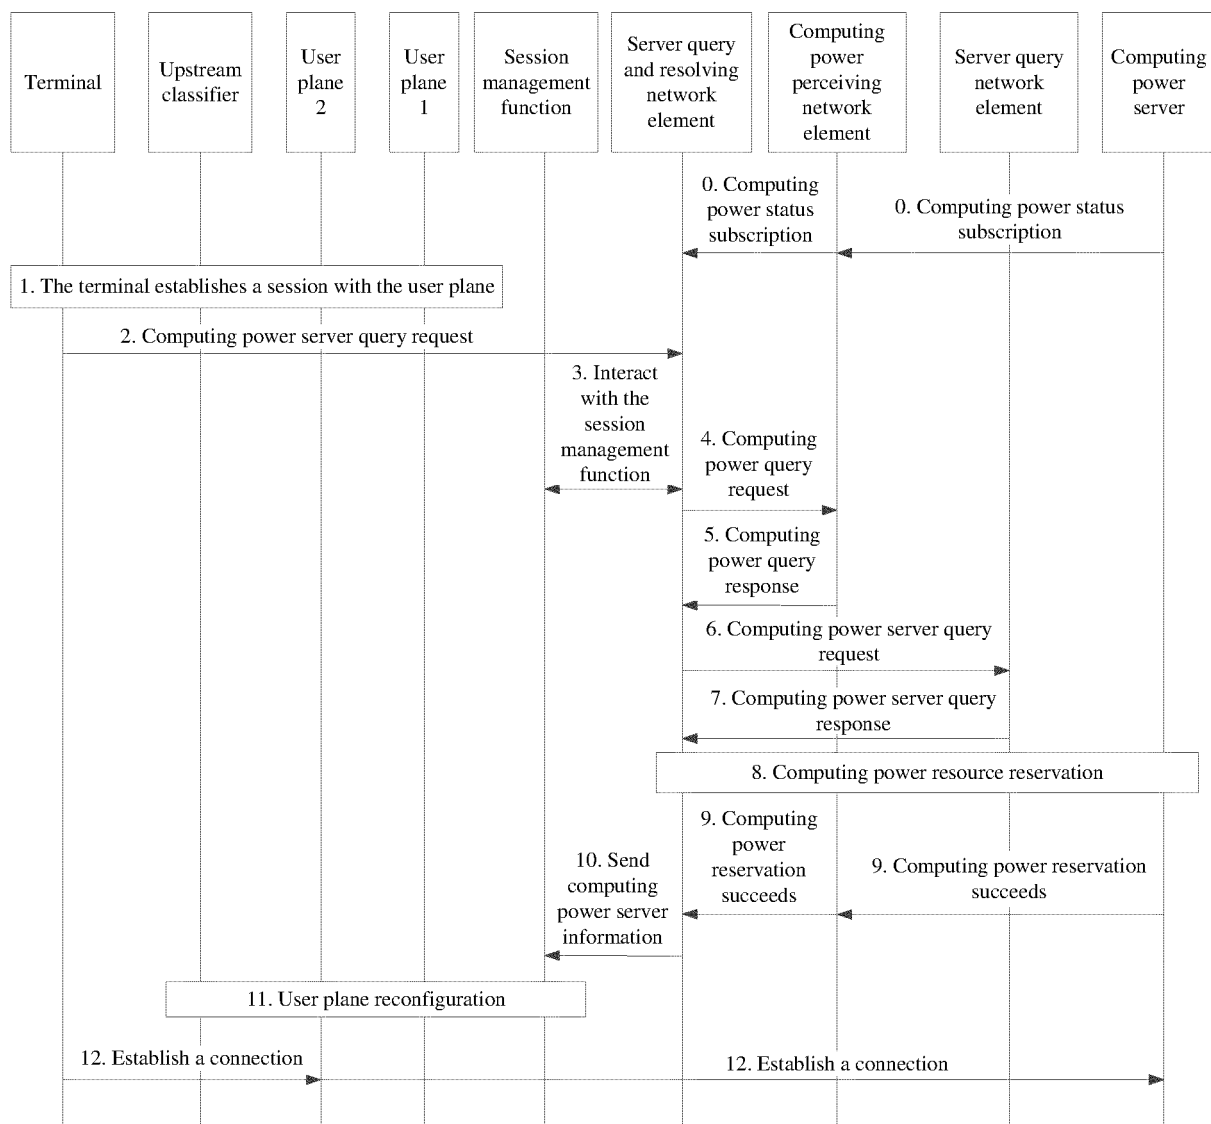 Terminal
Upstream
classifier
User
plane
2
User
plane
1
Session
management
function
Server query
and resolving
network
element
Computing
power
perceiving
network
element
Server query
network
element
Computing
power
server
0. Computing
power status
subscription
0. Computing power status
subscription
1. The terminal establishes a session with the user plane
2. Computing power server query request
3. Interact
with the
session
management
function
4. Computing
power query
request
5. Computing
power query
response
6. Computing power server query
request
7. Computing power server query
response
8. Computing power resource reservation
9. Computing
power
reservation
succeeds
9. Computing power reservation
succeeds
10. Send
computing
power server
information
11. User plane reconfiguration
12. Establish a connection
12. Establish a connection